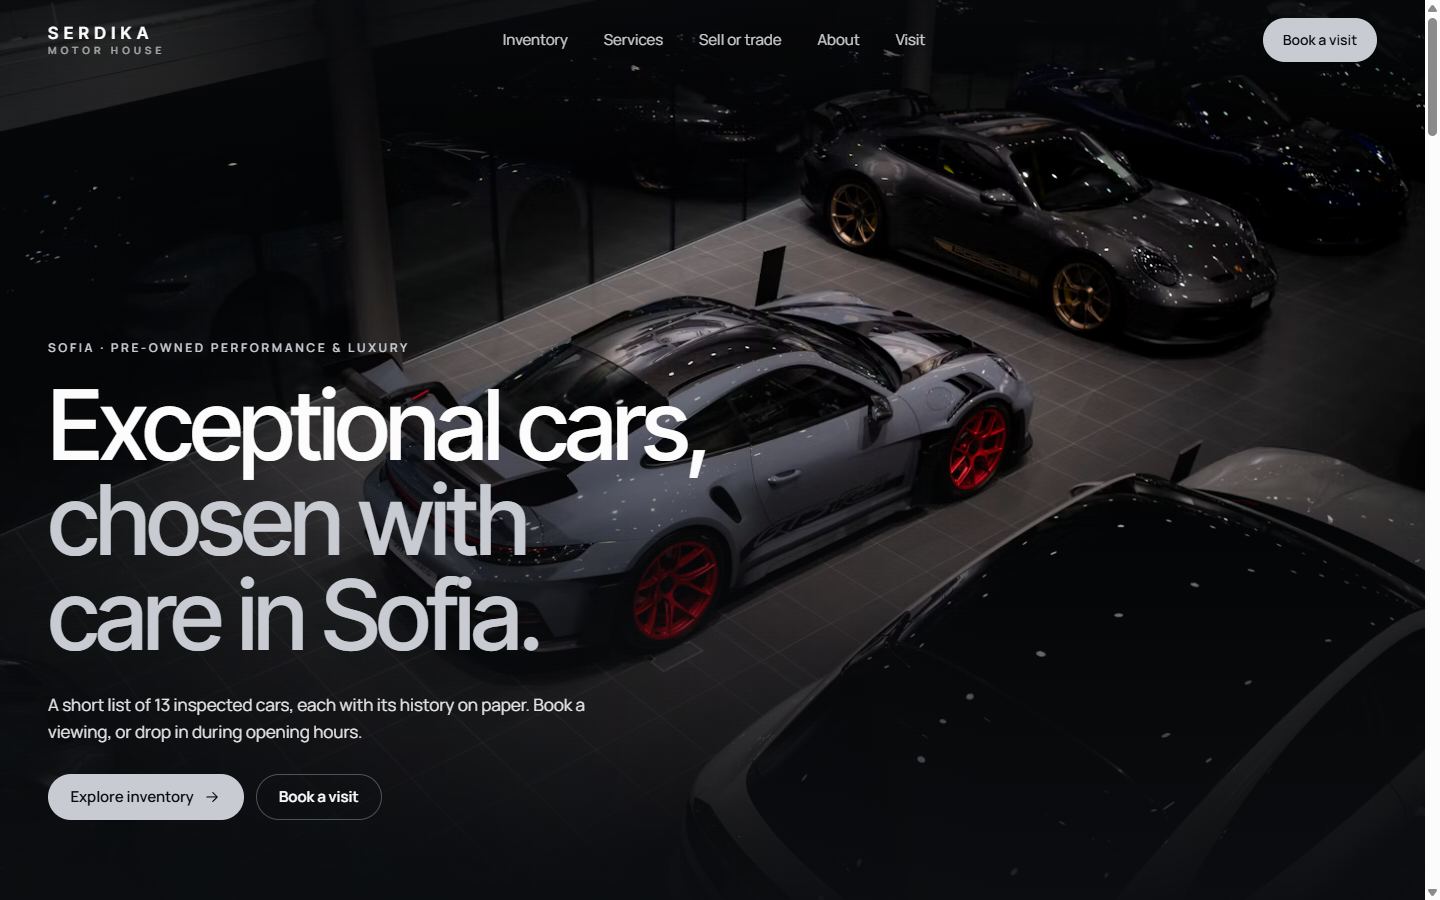 SERDIKA
MOTOR HOUSE
Inventory
Services
Sell or trade
About
Visit
Book a visit
SOFIA · PRE-OWNED PERFORMANCE & LUXURY
Exceptional cars,
chosen with
care in Sofia.
A short list of 13 inspected cars, each with its history on paper. Book a
viewing, or drop in during opening hours.
Explore inventory →
Book a visit